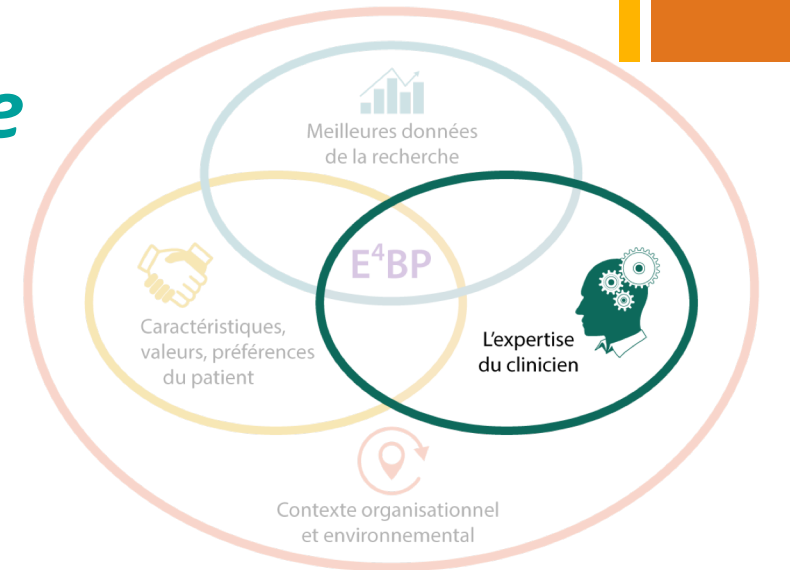 e
Meilleures données
de la recherche
E⁴BP
Caractéristiques,
valeurs, préférences
du patient
L'expertise
du clinicien
Contexte organisationnel
et environnemental